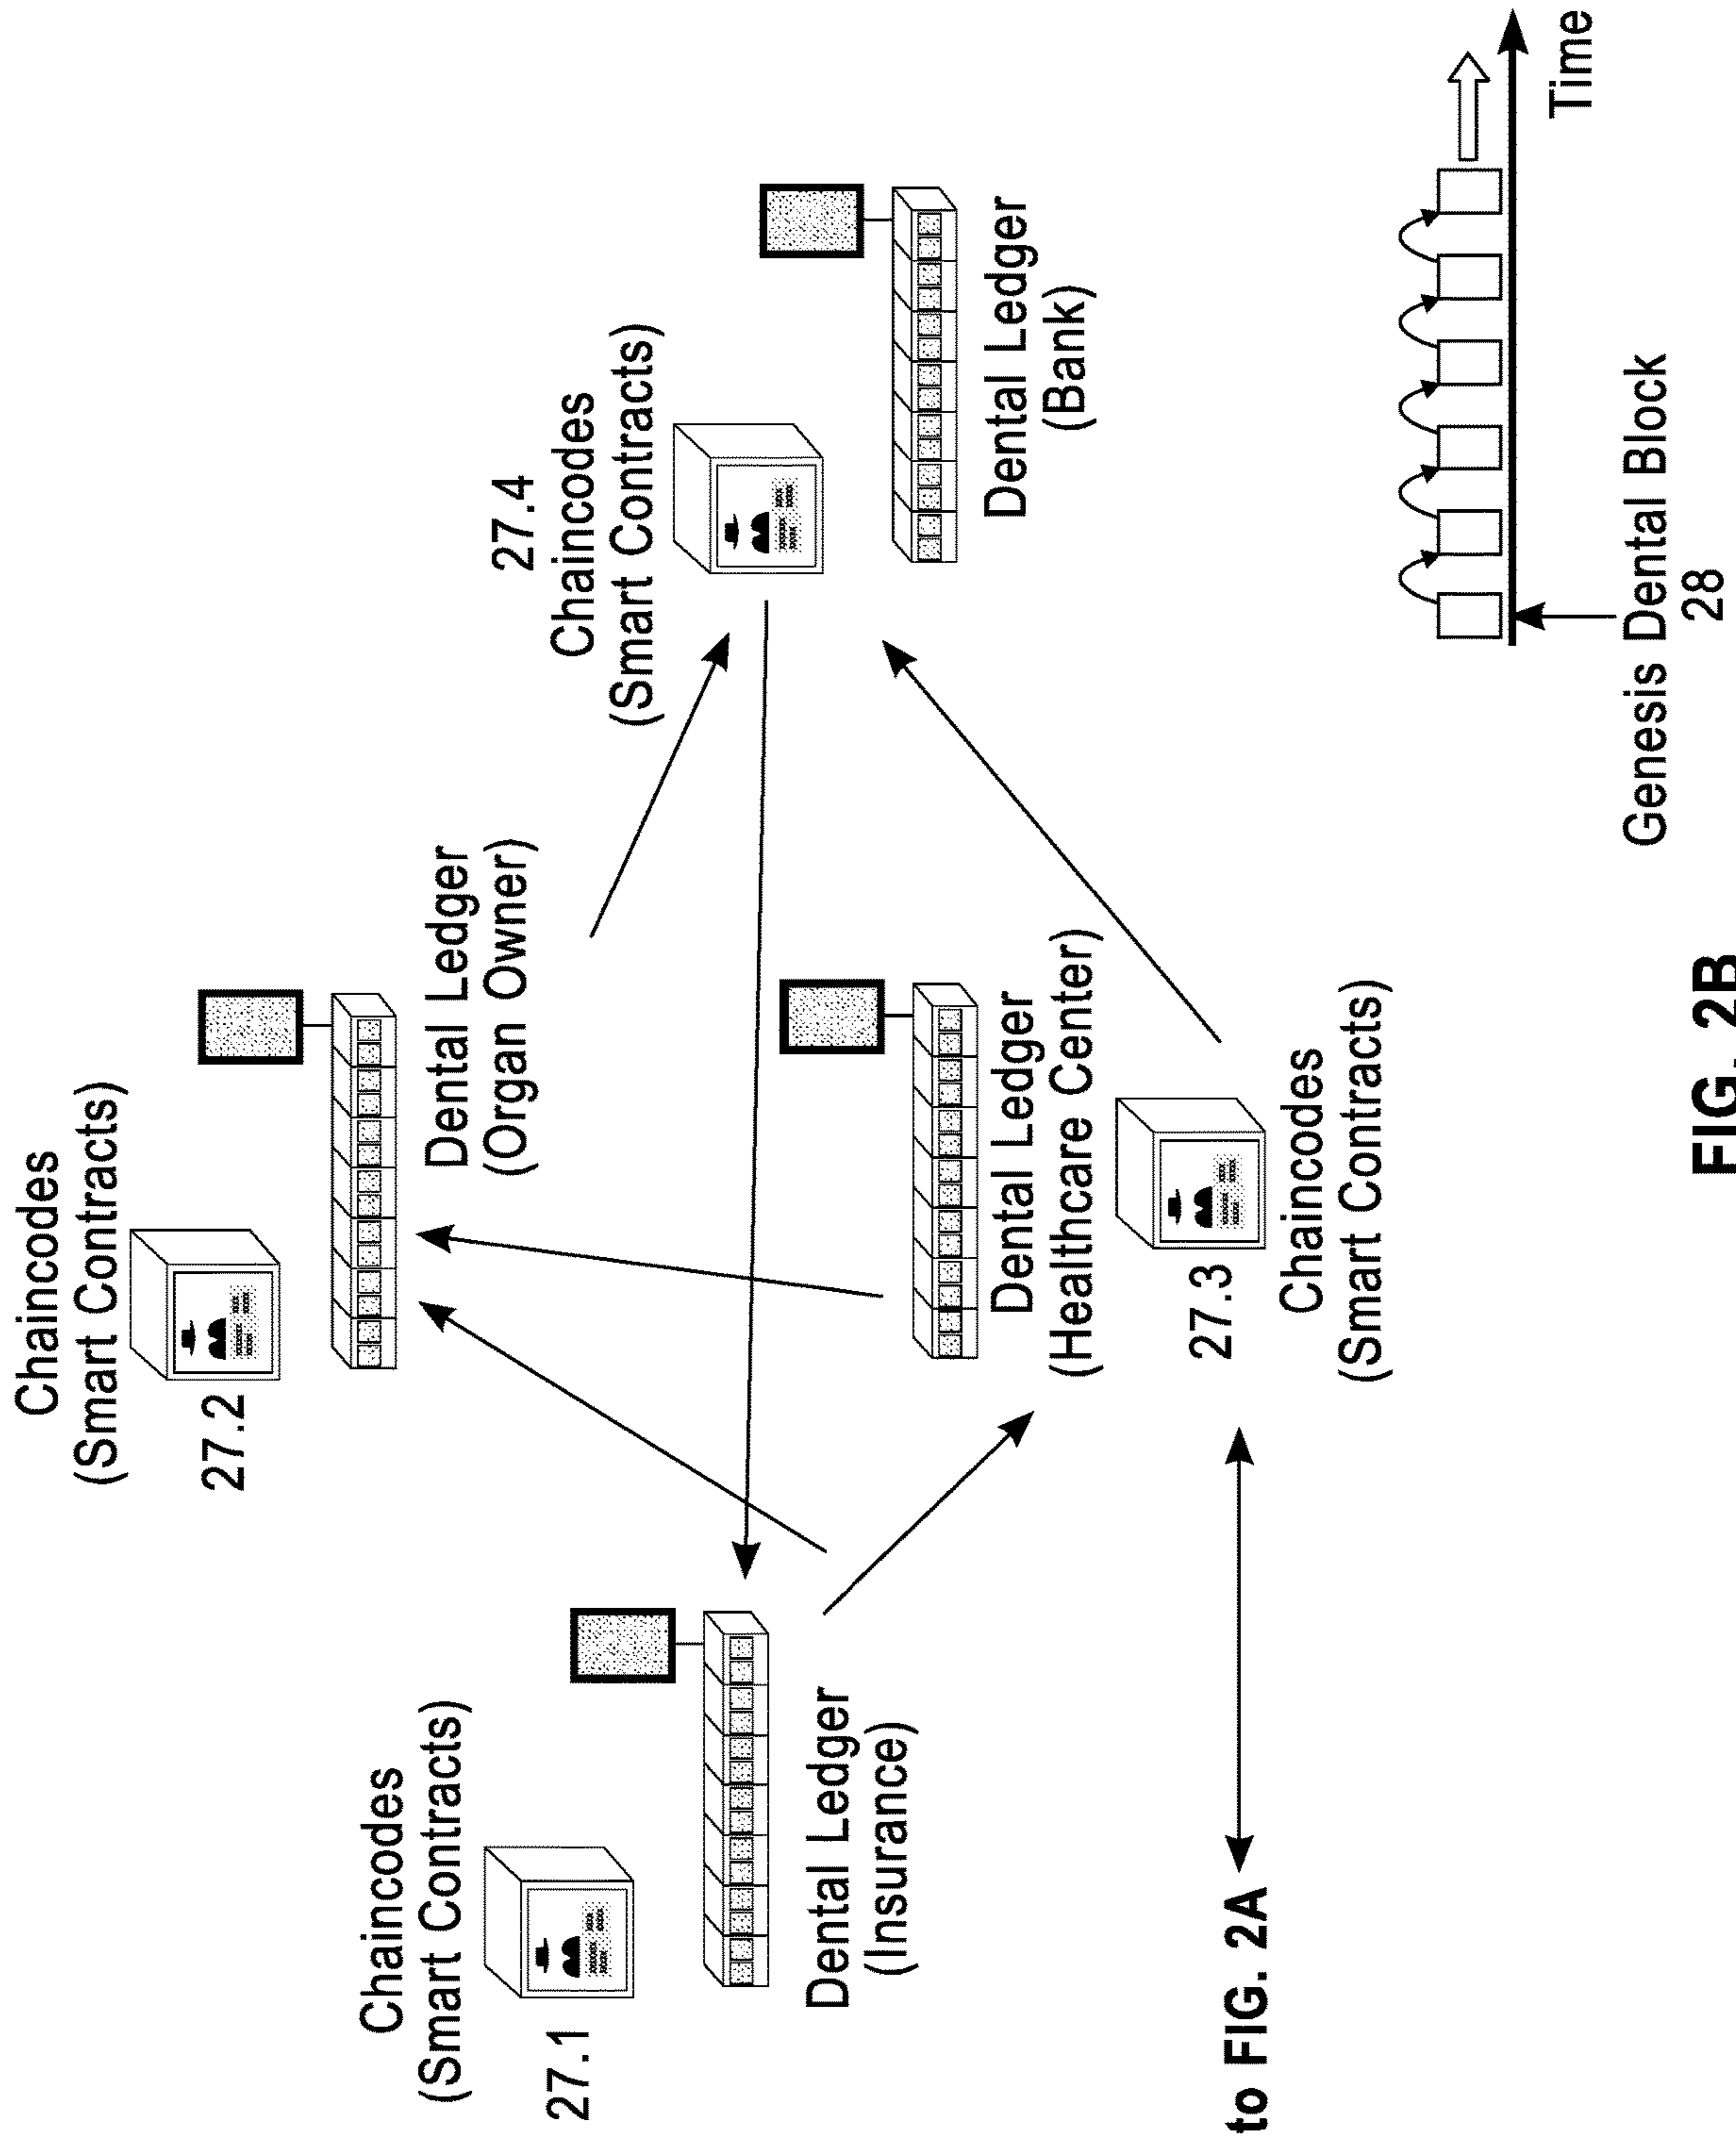 Chaincodes
(Smart Contracts)
27.2
Dental Ledger
(Organ Owner)
Chaincodes
(Smart Contracts)
27.1
Dental Ledger
(Insurance)
27.4
Chaincodes
(Smart Contracts)
Dental Ledger
(Bank)
Dental Ledger
(Healthcare Center)
27.3
Chaincodes
(Smart Contracts)
to FIG. 2A
Time
Genesis Dental Block
28
FIG. 2B